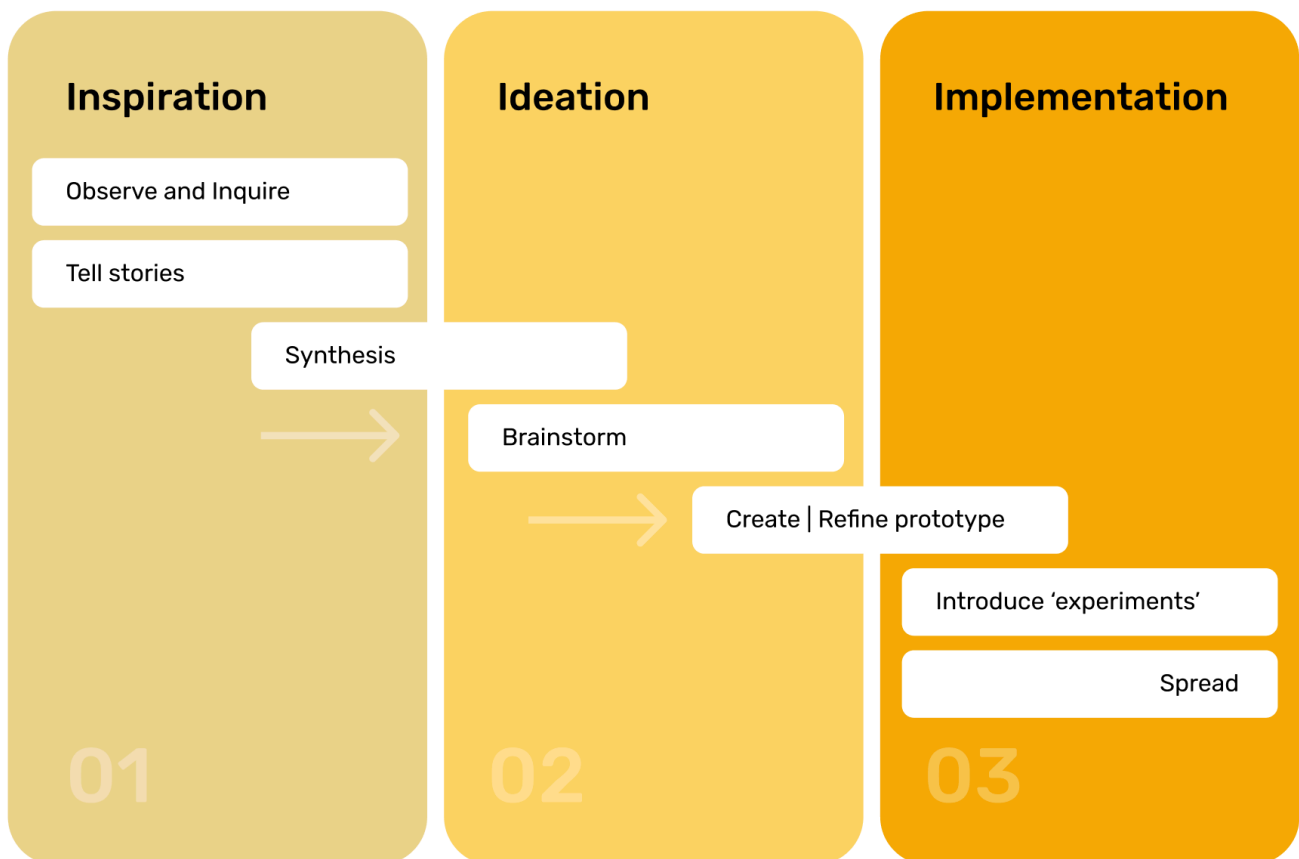 Inspiration
Observe and Inquire
Tell stories
Synthesis
01
Ideation
Brainstorm
Create | Refine prototype
02
Implementation
Introduce ‘experiments’
Spread
03